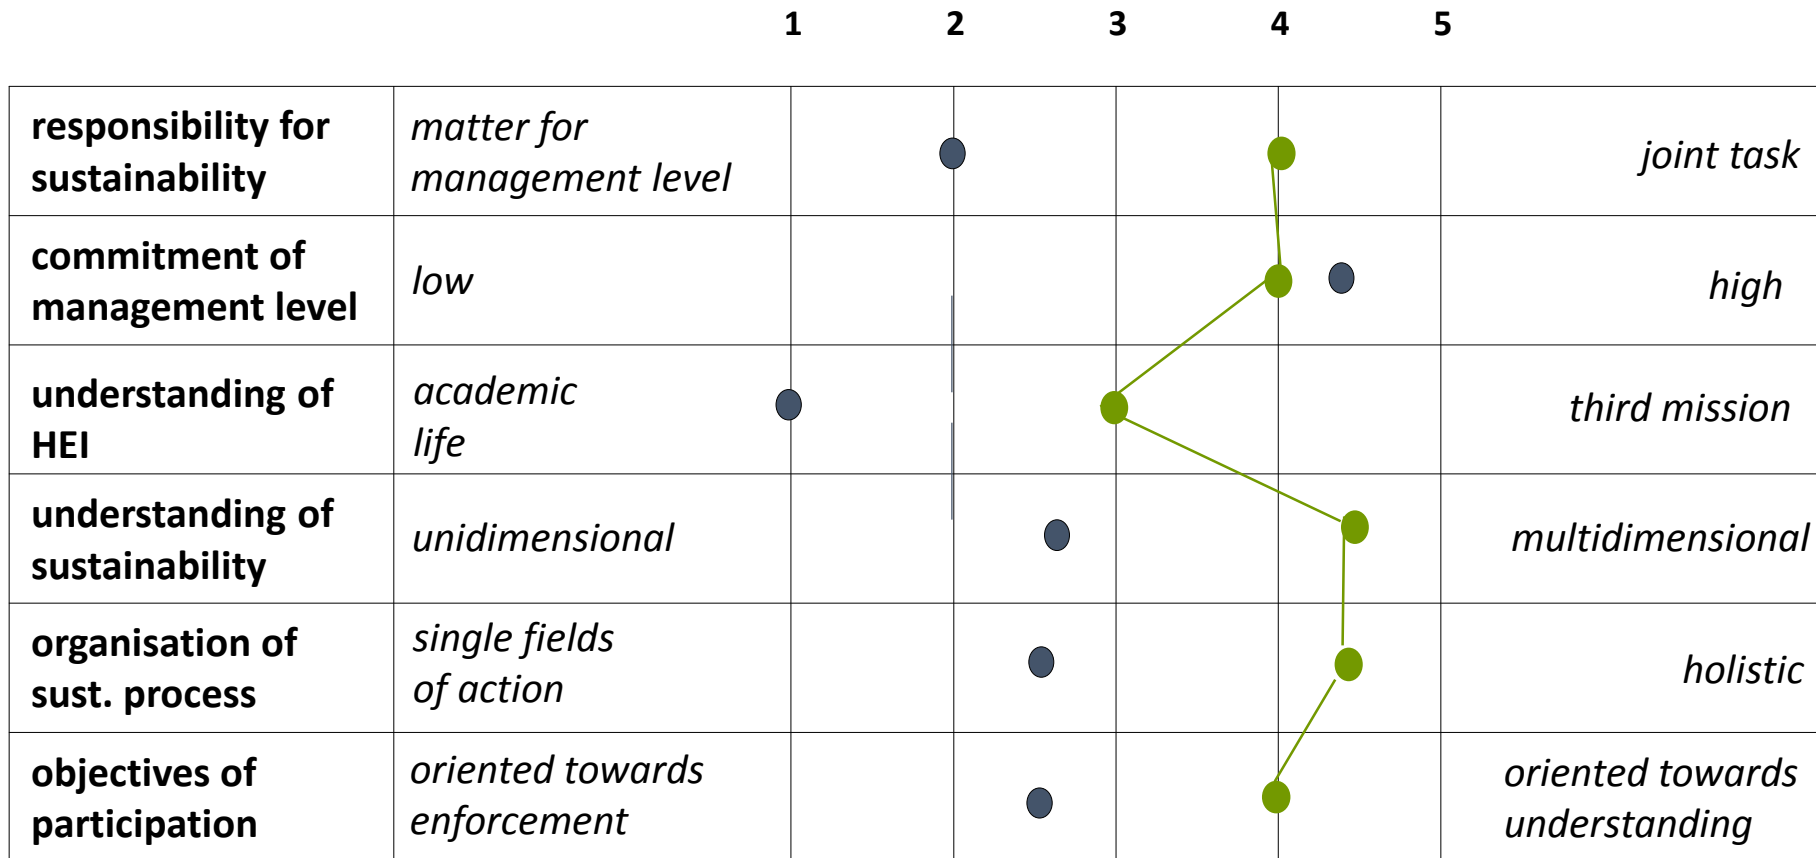 1 2 3 4 5
responsibility for
sustainability
matter for
management level
joint task
commitment of
management level
low
high
understanding of
HEI
academic
life
third mission
understanding of
sustainability
unidimensional
multidimensional
organisation of
sust. process
single fields
of action
holistic
objectives of
participation
oriented towards
enforcement
oriented towards
understanding